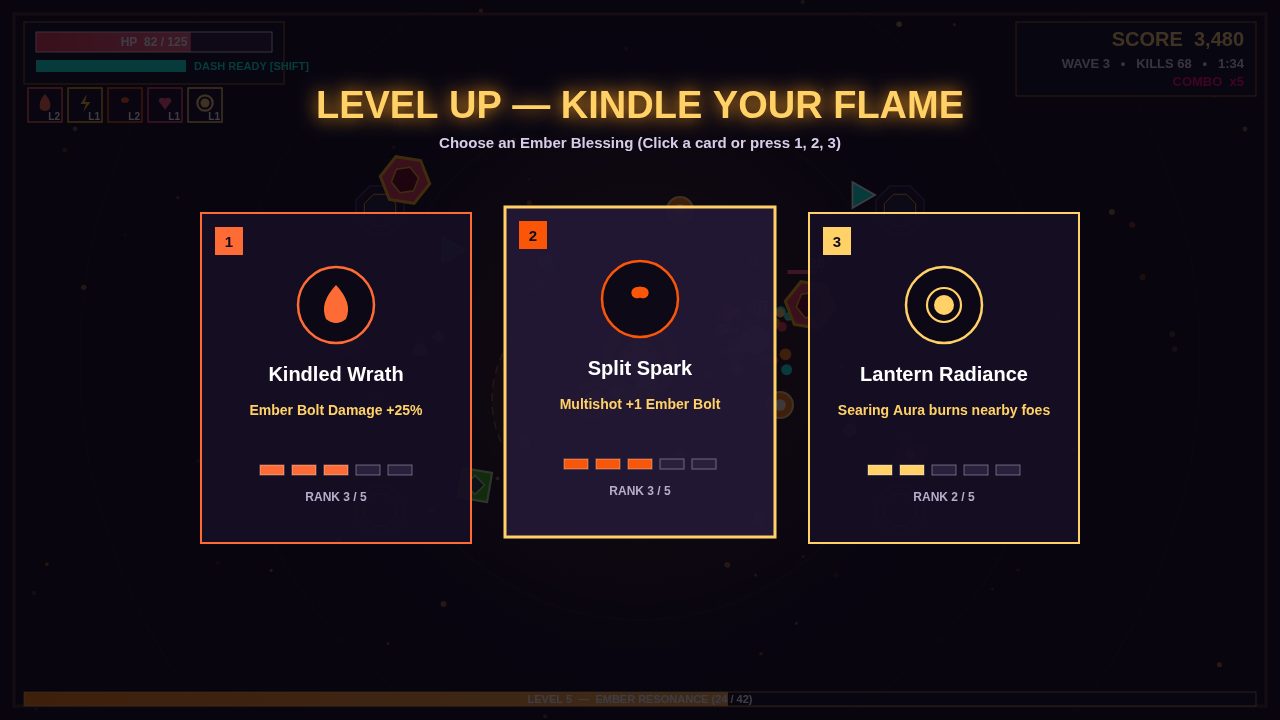 HP 82 / 125
DASH READY [SHIFT]
L2 L1 L2 L1 L1
SCORE 3,480
WAVE 3 • KILLS 68 • 1:34
COMBO x5
LEVEL UP — KINDLE YOUR FLAME
Choose an Ember Blessing (Click a card or press 1, 2, 3)
1
Kindled Wrath
Ember Bolt Damage +25%
RANK 3 / 5
2
Split Spark
Multishot +1 Ember Bolt
RANK 3 / 5
3
Lantern Radiance
Searing Aura burns nearby foes
RANK 2 / 5
LEVEL 5 — EMBER RESONANCE (24 / 42)